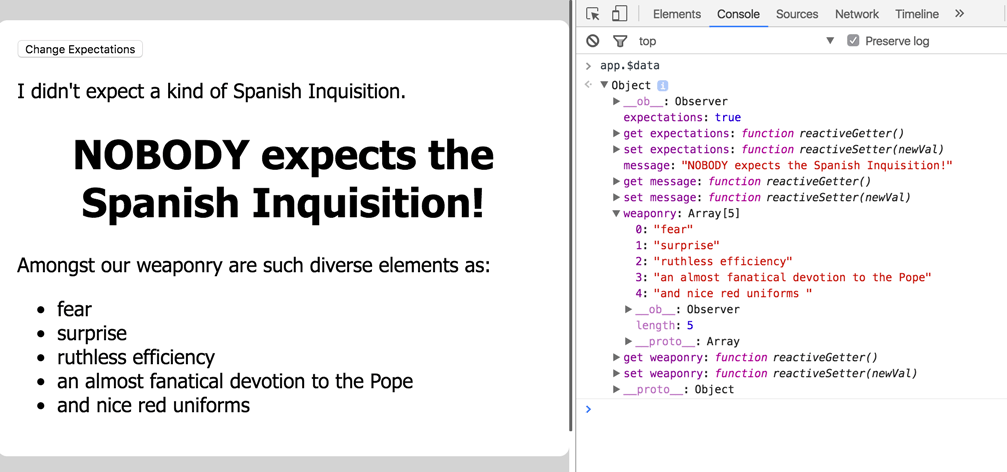 Change Expectations
I didn't expect a kind of Spanish Inquisition.
NOBODY expects the
Spanish Inquisition!
Amongst our weaponry are such diverse elements as:
fear
surprise
ruthless efficiency
an almost fanatical devotion to the Pope
and nice red uniforms
Elements Console Sources Network Timeline »
top Preserve log
> app.$data
Object i
__ob__: Observer
expectations: true
get expectations: function reactiveGetter()
set expectations: function reactiveSetter(newVal)
message: "NOBODY expects the Spanish Inquisition!"
get message: function reactiveGetter()
set message: function reactiveSetter(newVal)
weaponry: Array[5]
0: "fear"
1: "surprise"
2: "ruthless efficiency"
3: "an almost fanatical devotion to the Pope"
4: "and nice red uniforms "
__ob__: Observer
length: 5
__proto__: Array
get weaponry: function reactiveGetter()
set weaponry: function reactiveSetter(newVal)
__proto__: Object
>